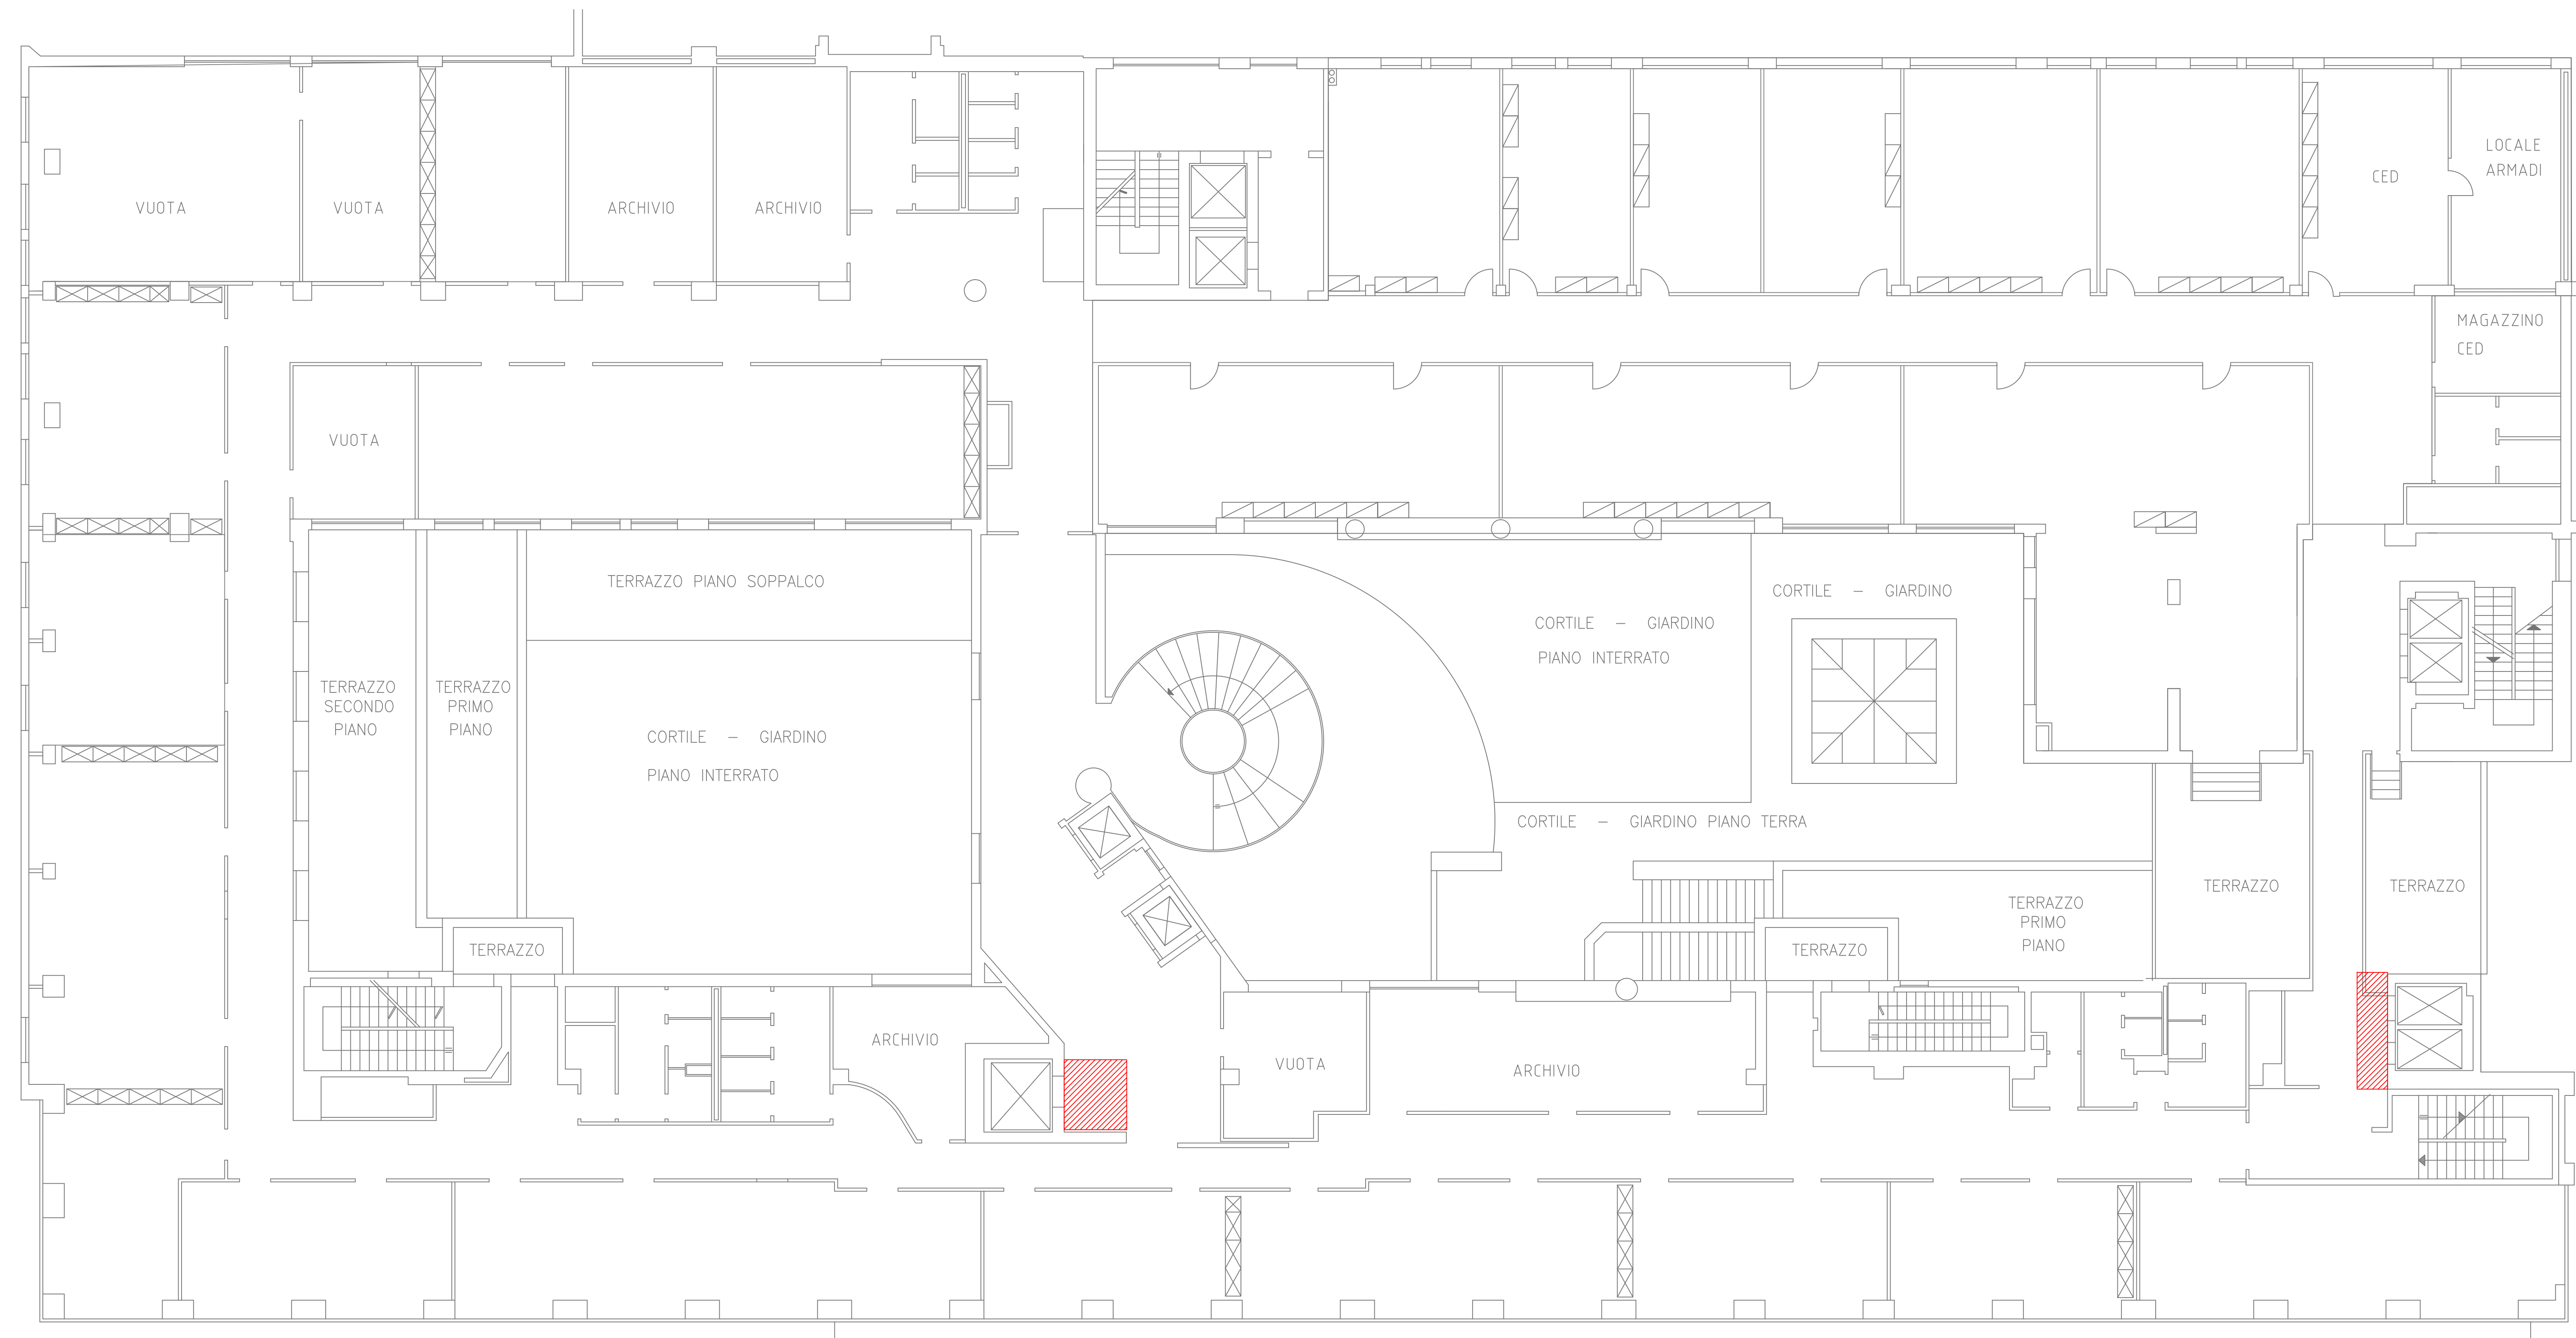 LOCALE
ARMADI
CED
VUOTA
VUOTA
ARCHIVIO
ARCHIVIO
MAGAZZINO
CED
VUOTA
TERRAZZO PIANO SOPPALCO
CORTILE – GIARDINO
CORTILE – GIARDINO
PIANO INTERRATO
TERRAZZO
SECONDO
PIANO
TERRAZZO
PRIMO
PIANO
CORTILE – GIARDINO
PIANO INTERRATO
CORTILE – GIARDINO PIANO TERRA
TERRAZZO
TERRAZZO
TERRAZZO
PRIMO
PIANO
TERRAZZO
TERRAZZO
ARCHIVIO
VUOTA
ARCHIVIO